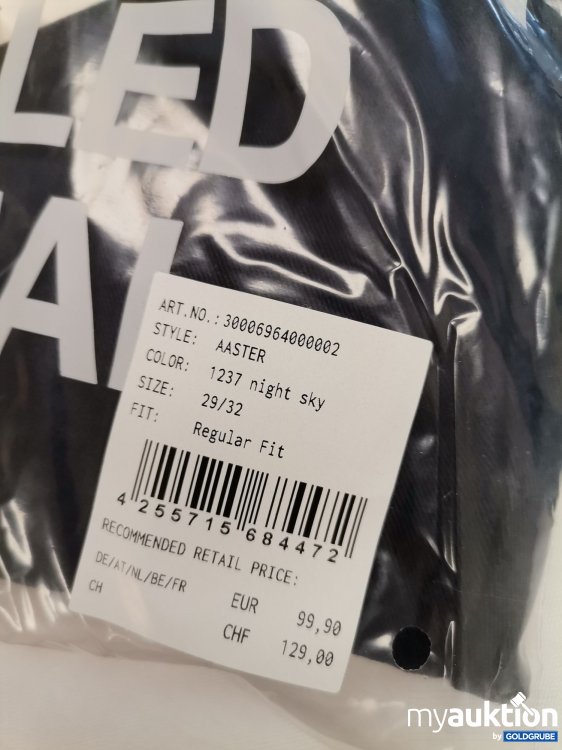 LED
ART.NO.: 30006964000002
STYLE: AASTER
COLOR: 1237 night sky
SIZE: 29/32
FIT: Regular Fit
4 255715 684472
RECOMMENDED RETAIL PRICE:
DE/AT/NL/BE/FR EUR 99,90
CH CHF 129,00
myauktion
by GOLDGRUBE